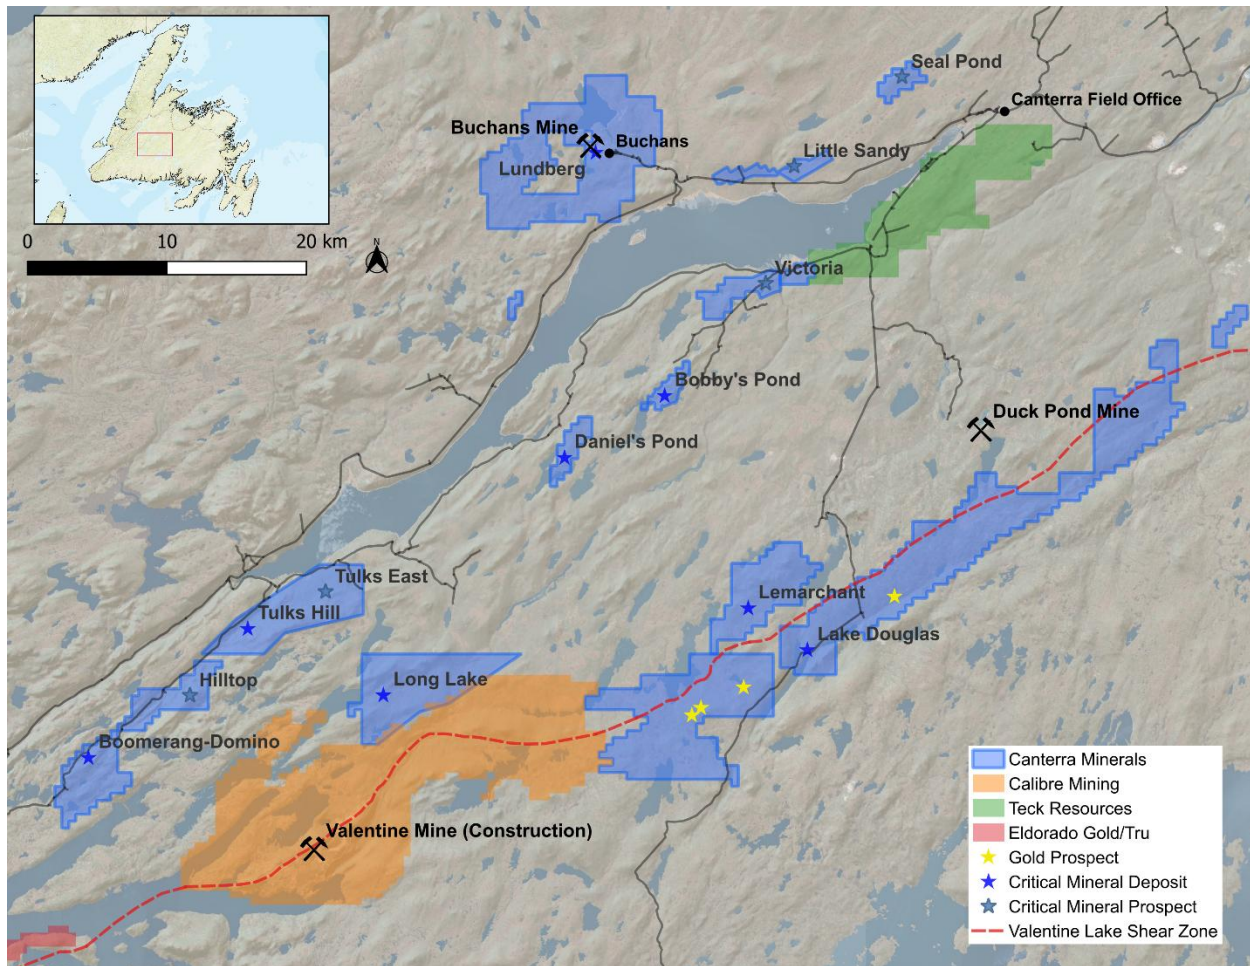 Seal Pond
Canterra Field Office
Buchans Mine
Buchans
Little Sandy
Lundberg
0 10 20 km
N
Victoria
Bobby's Pond
Duck Pond Mine
Daniel's Pond
Tulks East
Tulks Hill
Lemarchant
Lake Douglas
Hilltop
Long Lake
Boomerang-Domino
Valentine Mine (Construction)
Canterra Minerals
Calibre Mining
Teck Resources
Eldorado Gold/Tru
Gold Prospect
Critical Mineral Deposit
Critical Mineral Prospect
Valentine Lake Shear Zone